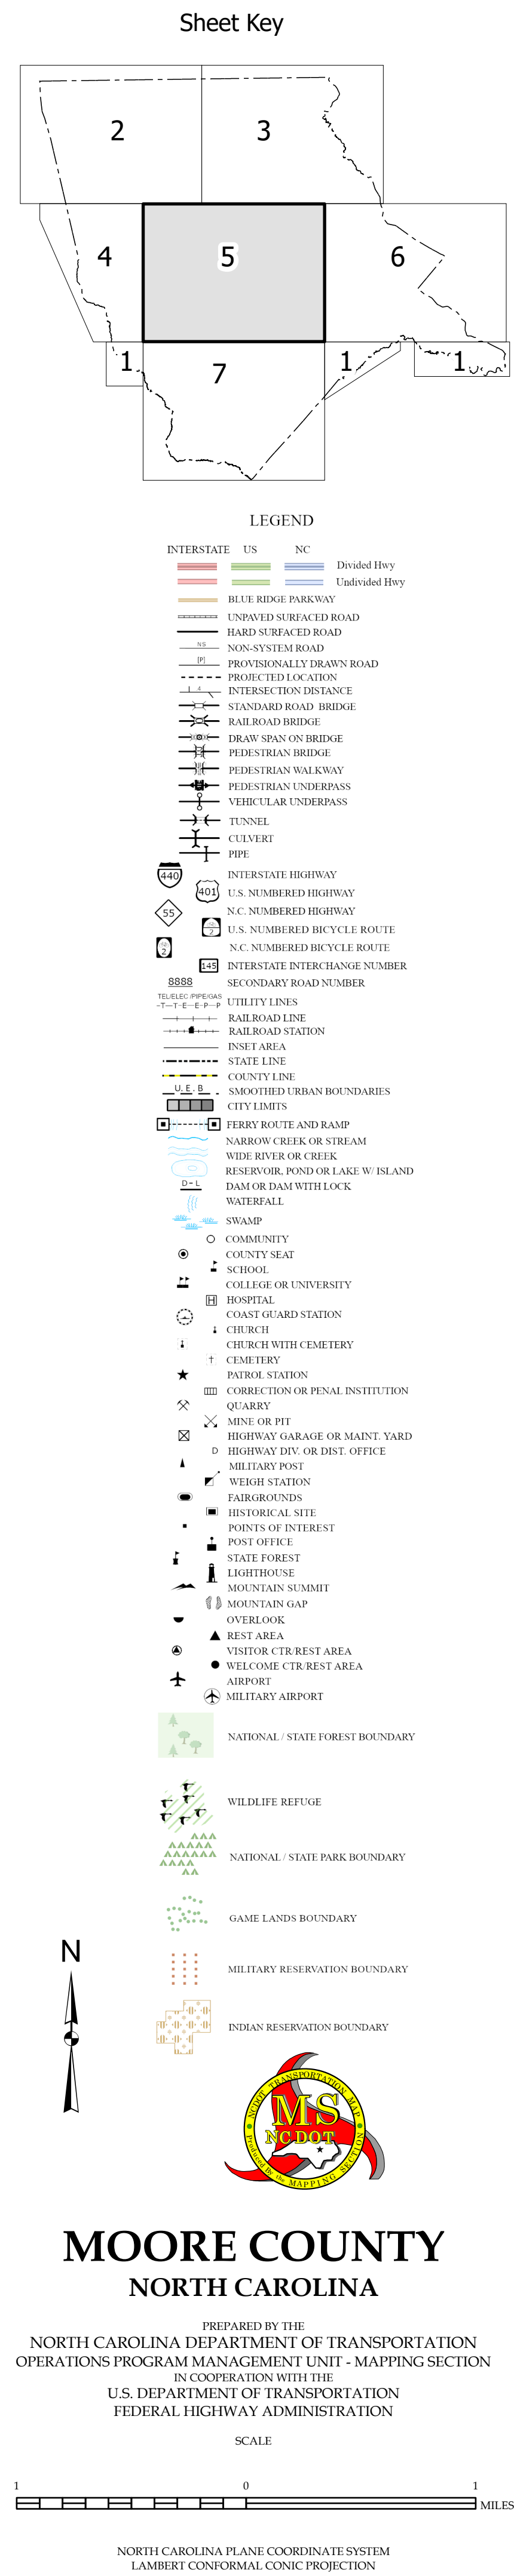 Sheet Key
2 3
4 5 6
1 7 1 1
LEGEND
INTERSTATE US NC
Divided Hwy
Undivided Hwy
BLUE RIDGE PARKWAY
UNPAVED SURFACED ROAD
HARD SURFACED ROAD
NS NON-SYSTEM ROAD
[P] PROVISIONALLY DRAWN ROAD
PROJECTED LOCATION
4 INTERSECTION DISTANCE
STANDARD ROAD BRIDGE
RAILROAD BRIDGE
DRAW SPAN ON BRIDGE
PEDESTRIAN BRIDGE
PEDESTRIAN WALKWAY
PEDESTRIAN UNDERPASS
VEHICULAR UNDERPASS
TUNNEL
CULVERT
PIPE
440 INTERSTATE HIGHWAY
401 U.S. NUMBERED HIGHWAY
55 N.C. NUMBERED HIGHWAY
2 U.S. NUMBERED BICYCLE ROUTE
2 N.C. NUMBERED BICYCLE ROUTE
145 INTERSTATE INTERCHANGE NUMBER
8888 SECONDARY ROAD NUMBER
TEL/ELEC /PIPE/GAS
-T-T-E-E-P-P UTILITY LINES
RAILROAD LINE
RAILROAD STATION
INSET AREA
STATE LINE
COUNTY LINE
U.E.B SMOOTHED URBAN BOUNDARIES
CITY LIMITS
FERRY ROUTE AND RAMP
NARROW CREEK OR STREAM
WIDE RIVER OR CREEK
RESERVOIR, POND OR LAKE W/ ISLAND
D-L DAM OR DAM WITH LOCK
WATERFALL
SWAMP
COMMUNITY
COUNTY SEAT
SCHOOL
COLLEGE OR UNIVERSITY
H HOSPITAL
COAST GUARD STATION
CHURCH
CHURCH WITH CEMETERY
CEMETERY
PATROL STATION
CORRECTION OR PENAL INSTITUTION
QUARRY
MINE OR PIT
HIGHWAY GARAGE OR MAINT. YARD
D HIGHWAY DIV. OR DIST. OFFICE
MILITARY POST
WEIGH STATION
FAIRGROUNDS
HISTORICAL SITE
POINTS OF INTEREST
POST OFFICE
STATE FOREST
LIGHTHOUSE
MOUNTAIN SUMMIT
MOUNTAIN GAP
OVERLOOK
REST AREA
VISITOR CTR/REST AREA
WELCOME CTR/REST AREA
AIRPORT
MILITARY AIRPORT
NATIONAL / STATE FOREST BOUNDARY
WILDLIFE REFUGE
NATIONAL / STATE PARK BOUNDARY
GAME LANDS BOUNDARY
N
MILITARY RESERVATION BOUNDARY
INDIAN RESERVATION BOUNDARY
NCDOT TRANSPORTATION MAP
MS
NCDOT
Produced By the MAPPING SECTION
MOORE COUNTY
NORTH CAROLINA
PREPARED BY THE
NORTH CAROLINA DEPARTMENT OF TRANSPORTATION
OPERATIONS PROGRAM MANAGEMENT UNIT - MAPPING SECTION
IN COOPERATION WITH THE
U.S. DEPARTMENT OF TRANSPORTATION
FEDERAL HIGHWAY ADMINISTRATION
SCALE
1 0 1
MILES
NORTH CAROLINA PLANE COORDINATE SYSTEM
LAMBERT CONFORMAL CONIC PROJECTION